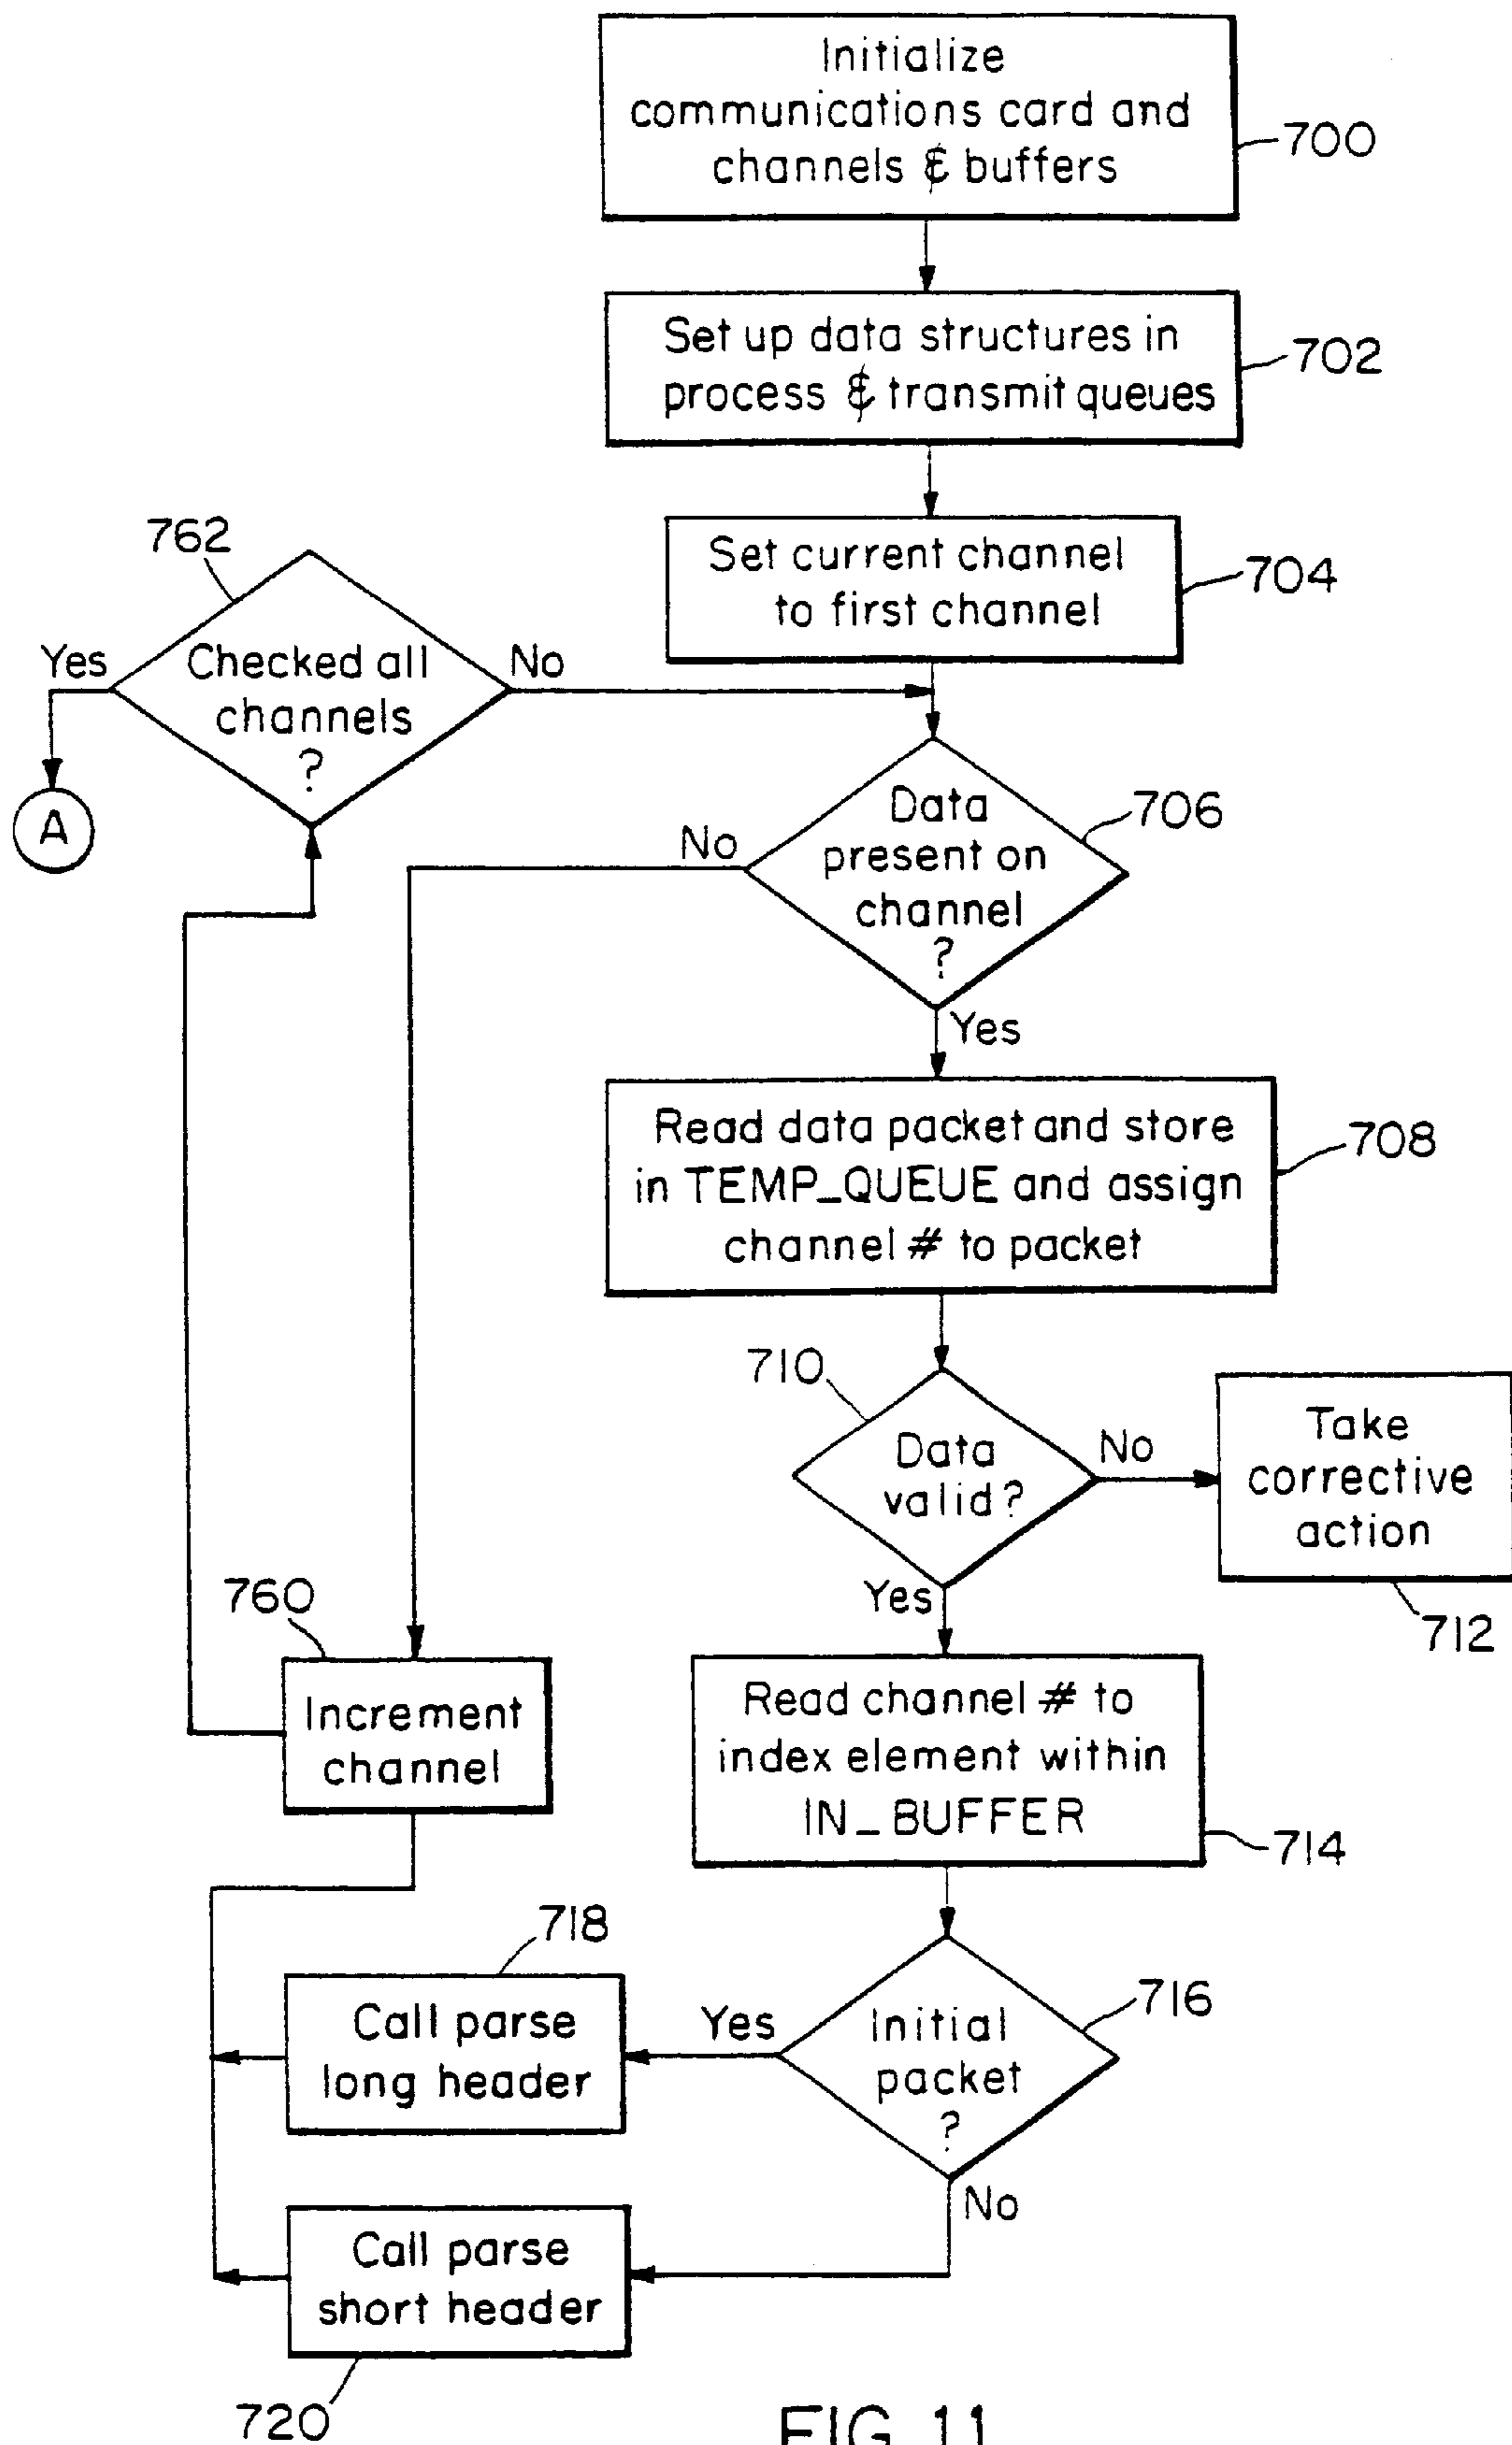 Initialize
communications card and
channels & buffers
700
Set up data structures in
process & transmit queues
702
Set current channel
to first channel
704
762
Yes
Checked all
channels
?
No
A
Data
present on
channel
?
706
No
Yes
Read data packet and store
in TEMP_QUEUE and assign
channel # to packet
708
710
Data
valid?
No
Take
corrective
action
712
Yes
760
Increment
channel
Read channel # to
index element within
IN_BUFFER
714
718
Call parse
long header
Yes
Initial
packet
?
716
No
Call parse
short header
720
FIG. 11